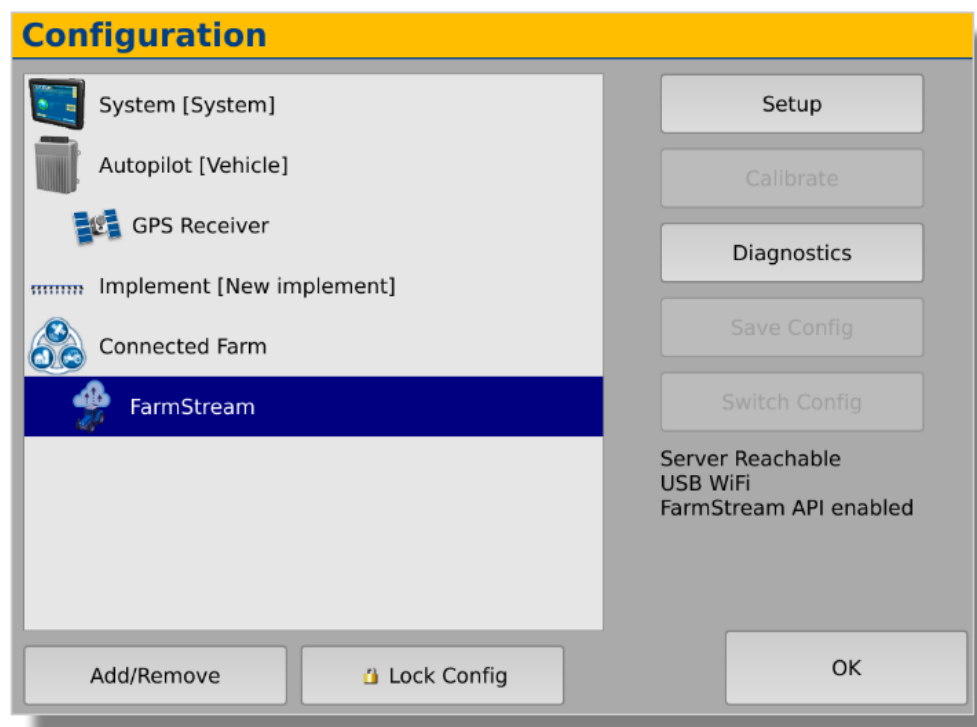 Configuration
System [System]
Autopilot [Vehicle]
GPS Receiver
Implement [New implement]
Connected Farm
FarmStream
Setup
Calibrate
Diagnostics
Save Config
Switch Config
Server Reachable
USB WiFi
FarmStream API enabled
Add/Remove
Lock Config
OK